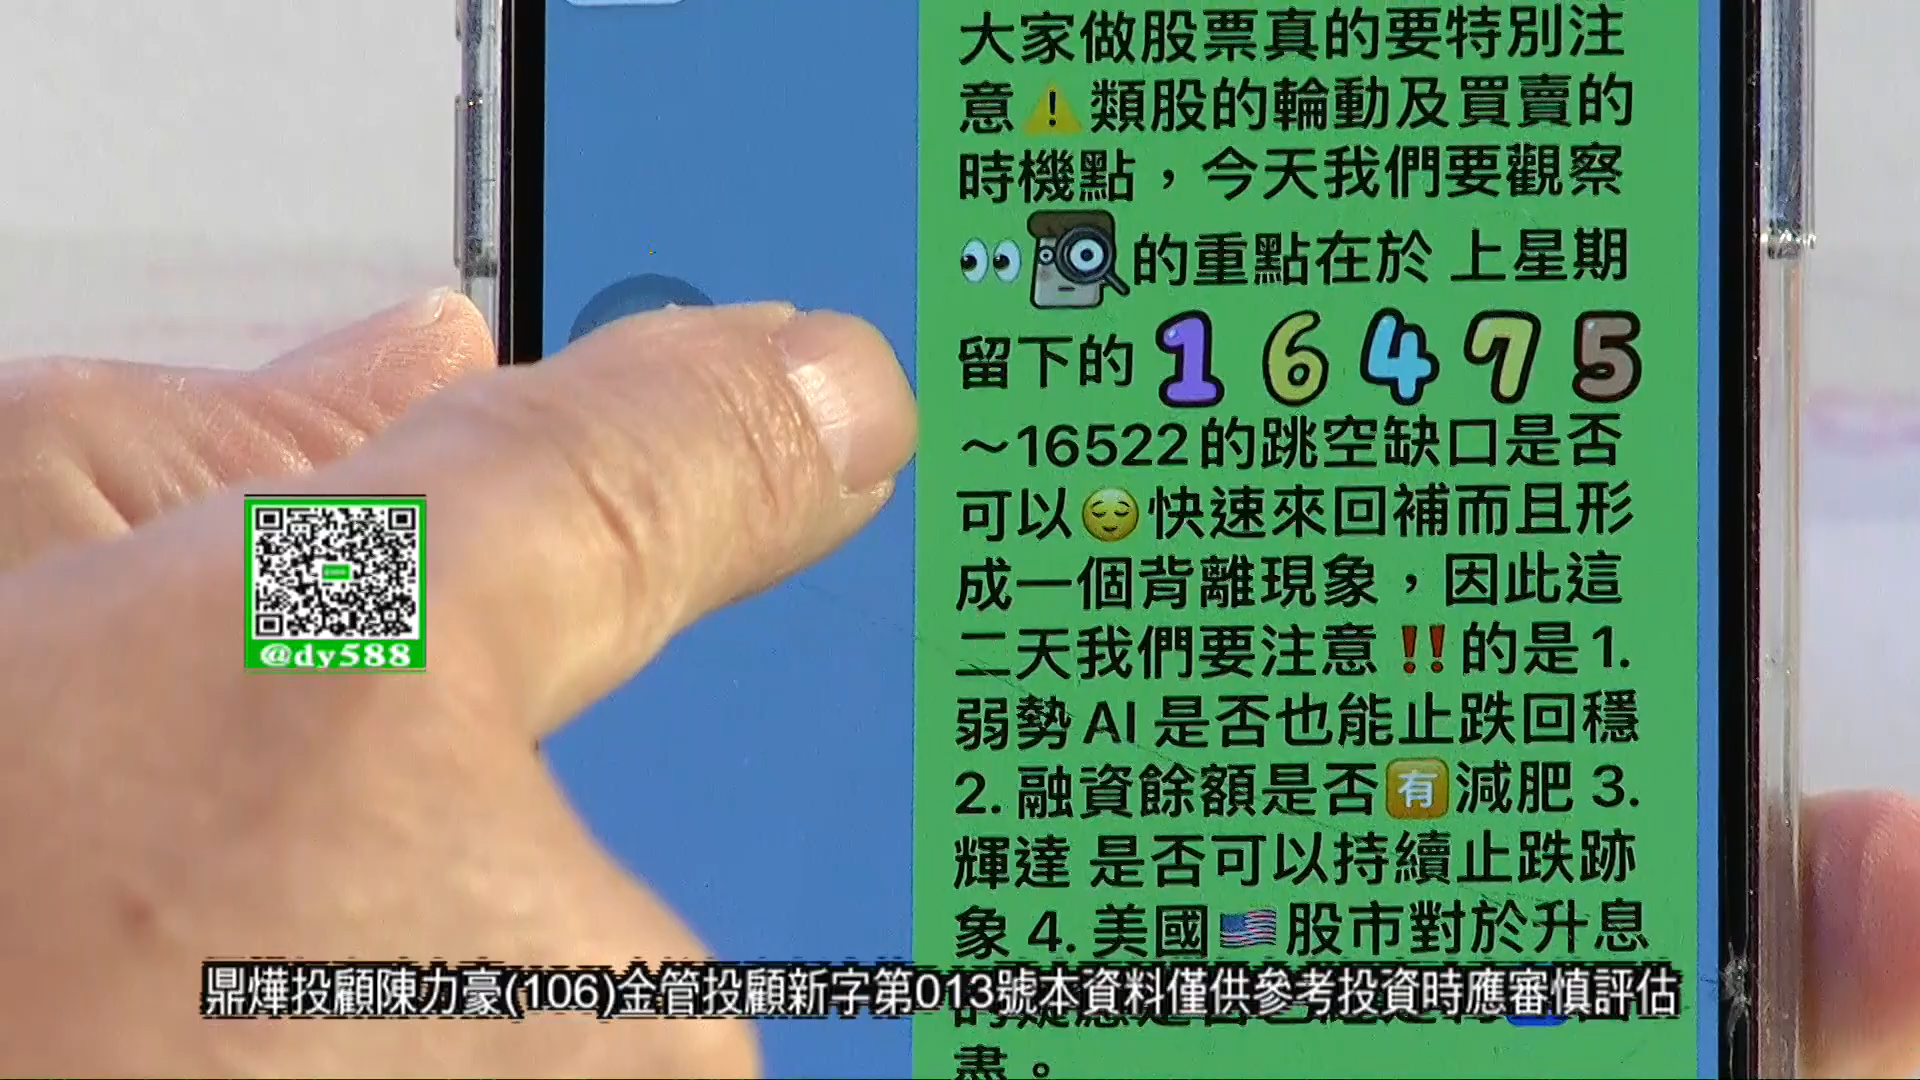 大家做股票真的要特別注
意⚠️類股的輪動及買賣的
時機點，今天我們要觀察
👀的重點在於 上星期
留下的 1 6 4 7 5
～16522的跳空缺口是否
可以😌快速來回補而且形
成一個背離現象，因此這
二天我們要注意‼️的是1.
弱勢AI 是否也能止跌回穩
2. 融資餘額是否🈶減肥 3.
輝達 是否可以持續止跌跡
象 4. 美國🇺🇸股市對於升息
盡。
@dy588
鼎燁投顧陳力豪(106)金管投顧新字第013號本資料僅供參考投資時應審慎評估